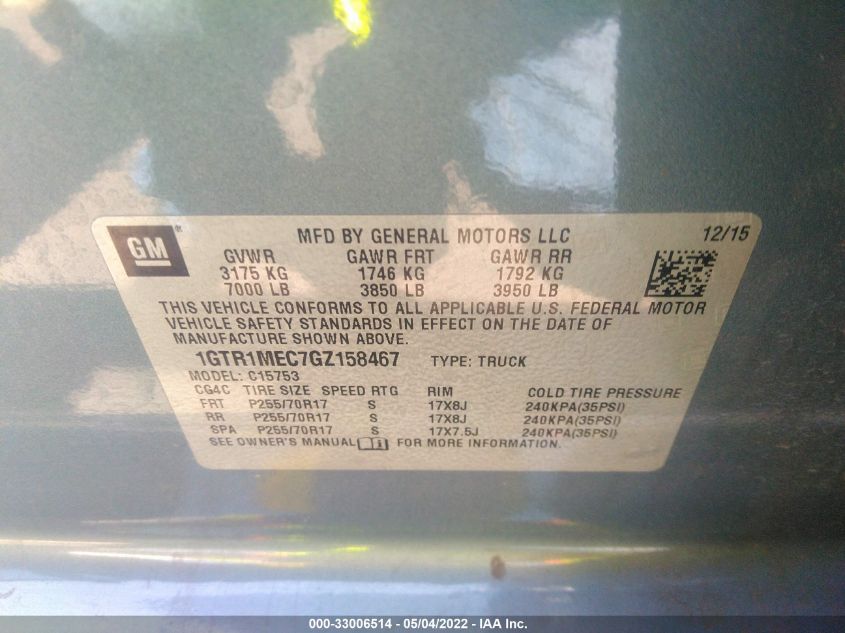 GM®
MFD BY GENERAL MOTORS LLC 12/15
GVWR GAWR FRT GAWR RR
3175 KG 1746 KG 1792 KG
7000 LB 3850 LB 3950 LB
THIS VEHICLE CONFORMS TO ALL APPLICABLE U.S. FEDERAL MOTOR
VEHICLE SAFETY STANDARDS IN EFFECT ON THE DATE OF
MANUFACTURE SHOWN ABOVE.
1GTR1MEC7GZ158467 TYPE: TRUCK
MODEL: C15753
CG4C TIRE SIZE SPEED RTG RIM COLD TIRE PRESSURE
FRT P255/70R17 S 17X8J 240KPA(35PSI)
RR P255/70R17 S 17X8J 240KPA(35PSI)
SPA P255/70R17 S 17X7.5J 240KPA(35PSI)
SEE OWNER'S MANUAL FOR MORE INFORMATION.
000-33006514 - 05/04/2022 - IAA Inc.